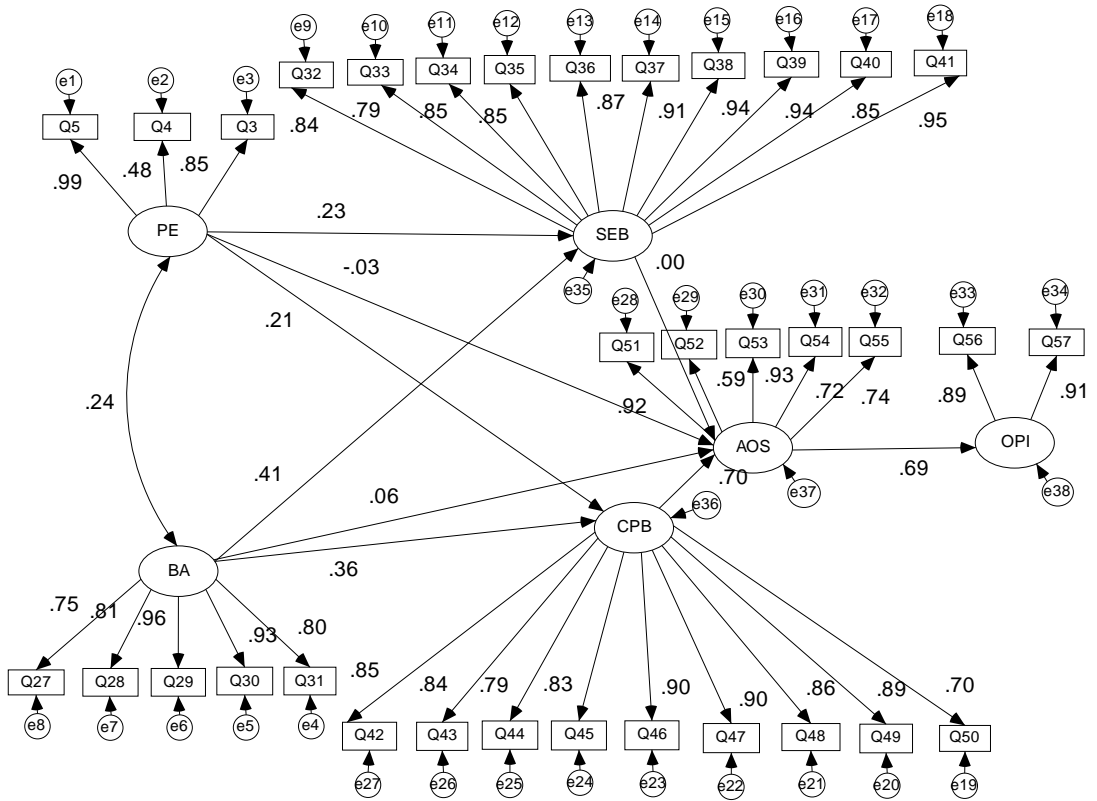 e9 e10 e11 e12 e13 e14 e15 e16 e17 e18
Q32 Q33 Q34 Q35 Q36 Q37 Q38 Q39 Q40 Q41
e1 e2 e3
Q5 Q4 Q3
.84 .79 .85 .85 .87 .91 .94 .94 .85 .95
.99 .48 .85
PE
.23
SEB
-.03
.00
e35
e28 e29 e30 e31 e32 e33 e34
.21
Q51 Q52 Q53 Q54 Q55 Q56 Q57
.24
.92 .59 .93 .72 .74 .89 .91
AOS
OPI
.41
.06
.70
.69
e36
e37
e38
CPB
BA
.36
.75 .81 .96 .93 .80
Q27 Q28 Q29 Q30 Q31
.85 .84 .79 .83 .90 .90 .86 .89 .70
e8 e7 e6 e5 e4
Q42 Q43 Q44 Q45 Q46 Q47 Q48 Q49 Q50
e27 e26 e25 e24 e23 e22 e21 e20 e19